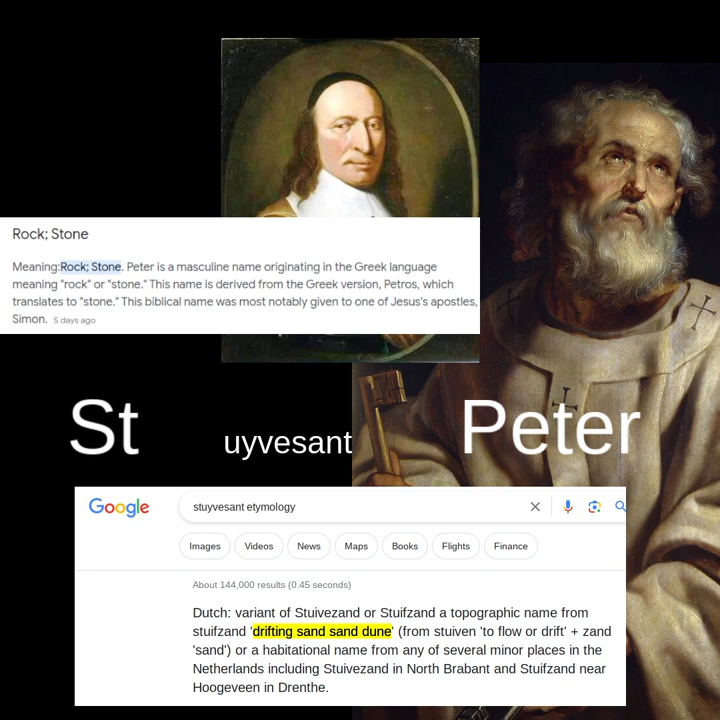 Rock; Stone
Meaning:Rock; Stone. Peter is a masculine name originating in the Greek language
meaning "rock" or "stone." This name is derived from the Greek version, Petros, which
translates to "stone." This biblical name was most notably given to one of Jesus's apostles,
Simon. 5 days ago
St uyvesant Peter
Google stuyvesant etymology
Images Videos News Maps Books Flights Finance
About 144,000 results (0.45 seconds)
Dutch: variant of Stuivezand or Stuifzand a topographic name from
stuifzand 'drifting sand sand dune' (from stuiven 'to flow or drift' + zand
'sand') or a habitational name from any of several minor places in the
Netherlands including Stuivezand in North Brabant and Stuifzand near
Hoogeveen in Drenthe.